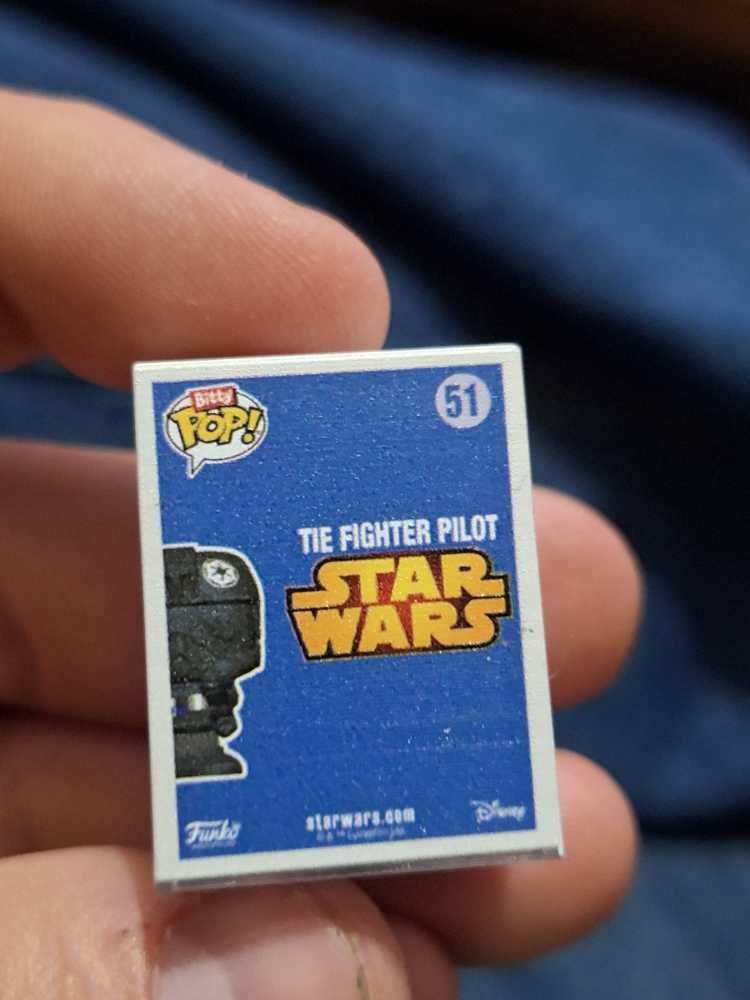 Bitty
POP!
51
TIE FIGHTER PILOT
STAR
WARS
starwars.com
Funko
Disney